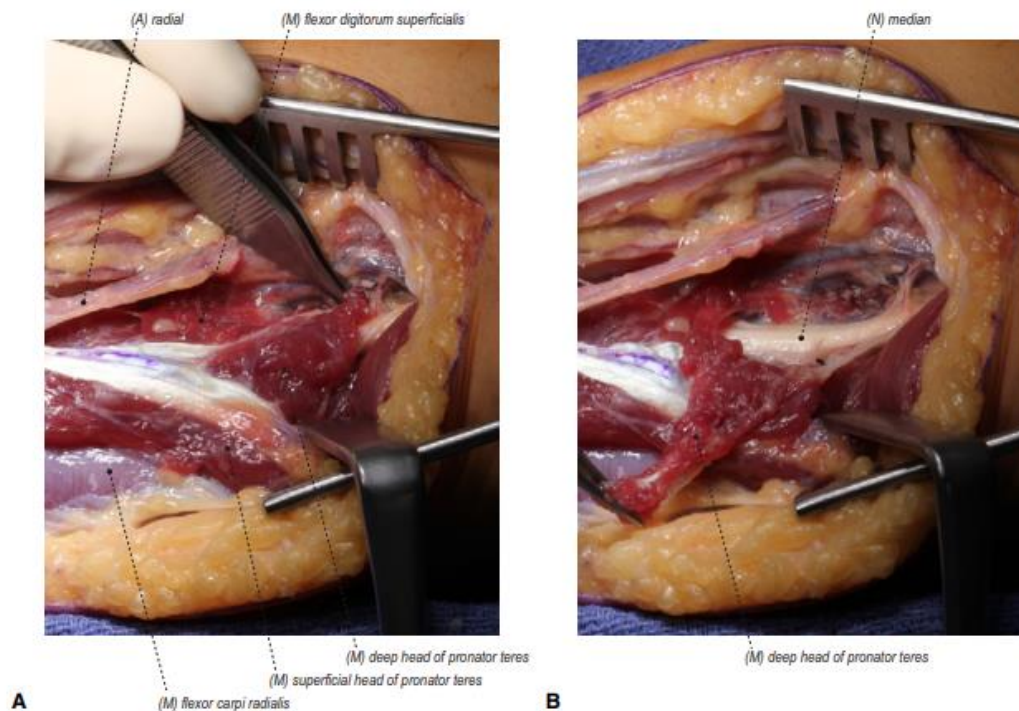 (A) radial
(M) flexor digitorum superficialis
(N) median
(M) deep head of pronator teres
(M) superficial head of pronator teres
(M) flexor carpi radialis
A
(M) deep head of pronator teres
B